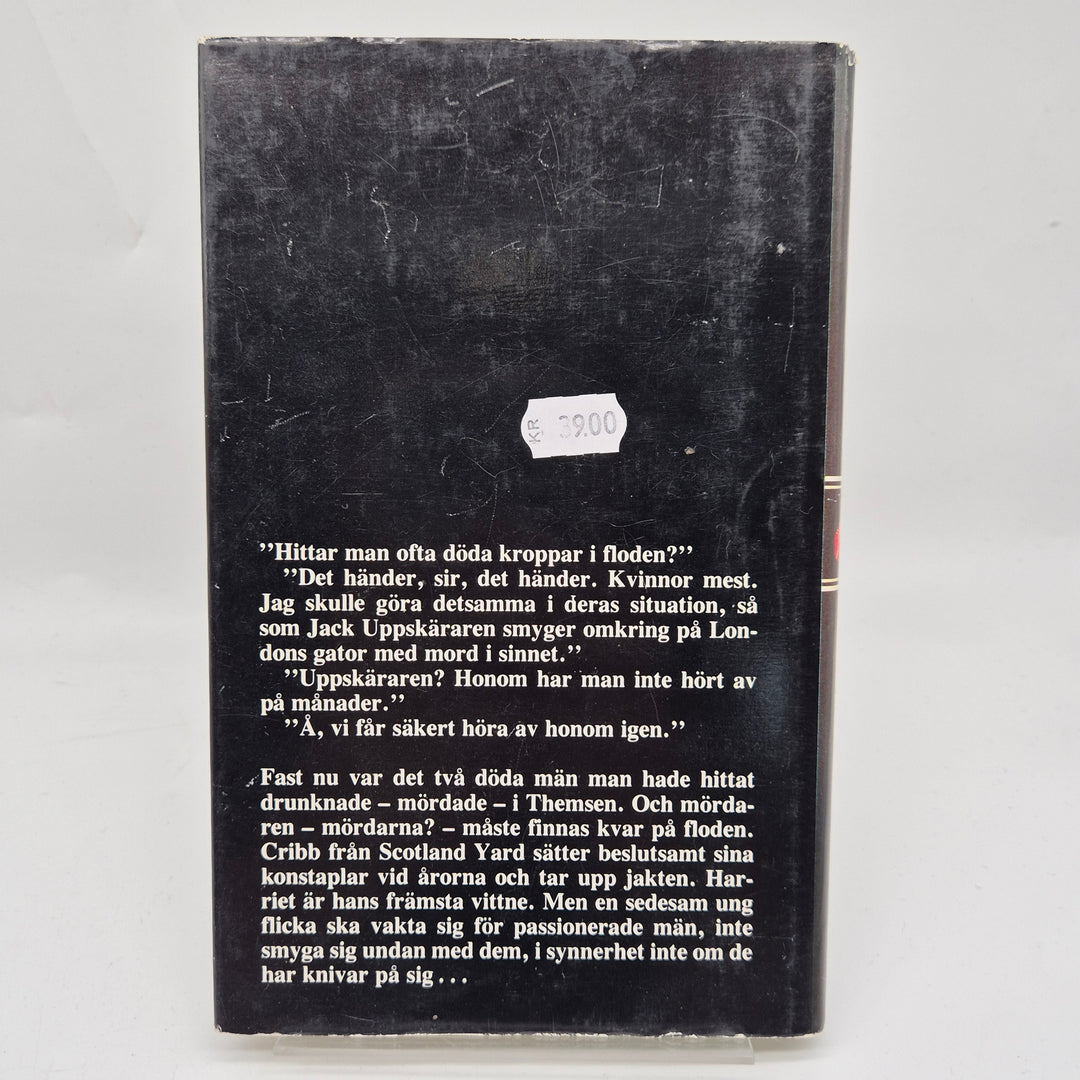 KR 39.00
”Hittar man ofta döda kroppar i floden?”
”Det händer, sir, det händer. Kvinnor mest.
Jag skulle göra detsamma i deras situation, så
som Jack Uppskäraren smyger omkring på Lon-
dons gator med mord i sinnet.”
”Uppskäraren? Honom har man inte hört av
på månader.”
”Å, vi får säkert höra av honom igen.”
Fast nu var det två döda män man hade hittat
drunknade – mördade – i Themsen. Och mörda-
ren – mördarna? – måste finnas kvar på floden.
Cribb från Scotland Yard sätter beslutsamt sina
konstaplar vid årorna och tar upp jakten. Har-
riet är hans främsta vittne. Men en sedesam ung
flicka ska vakta sig för passionerade män, inte
smyga sig undan med dem, i synnerhet inte om de
har knivar på sig...